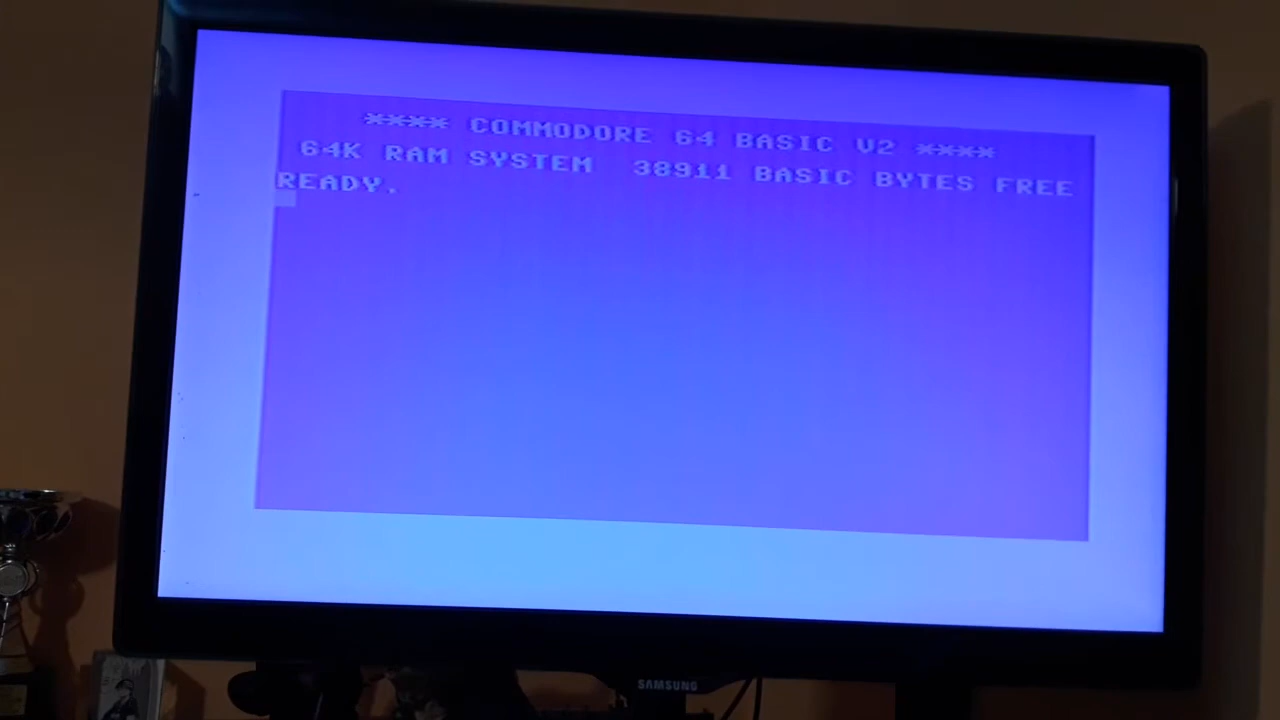 **** COMMODORE 64 BASIC V2 ****
64K RAM SYSTEM  38911 BASIC BYTES FREE
READY.
SAMSUNG